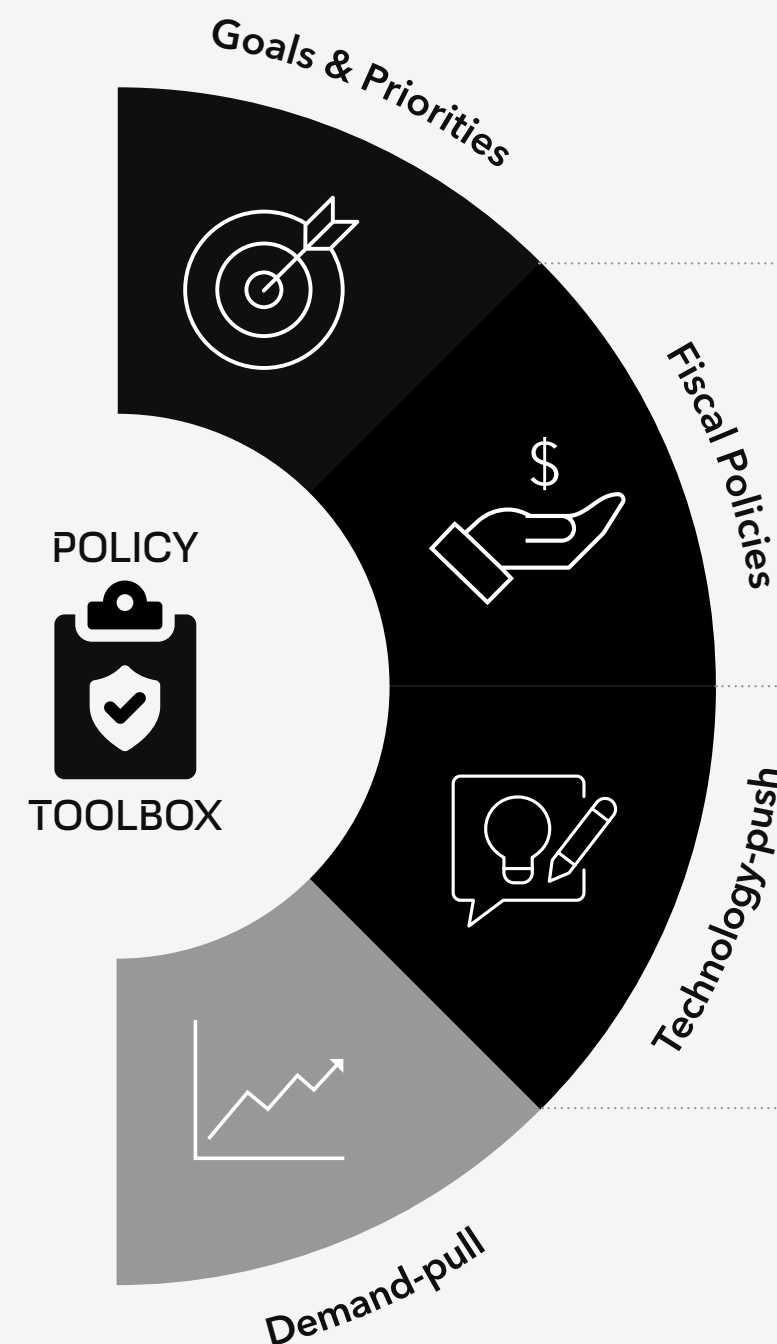 Goals & Priorities
Fiscal Policies
$
POLICY
TOOLBOX
Technology-push
Demand-pull